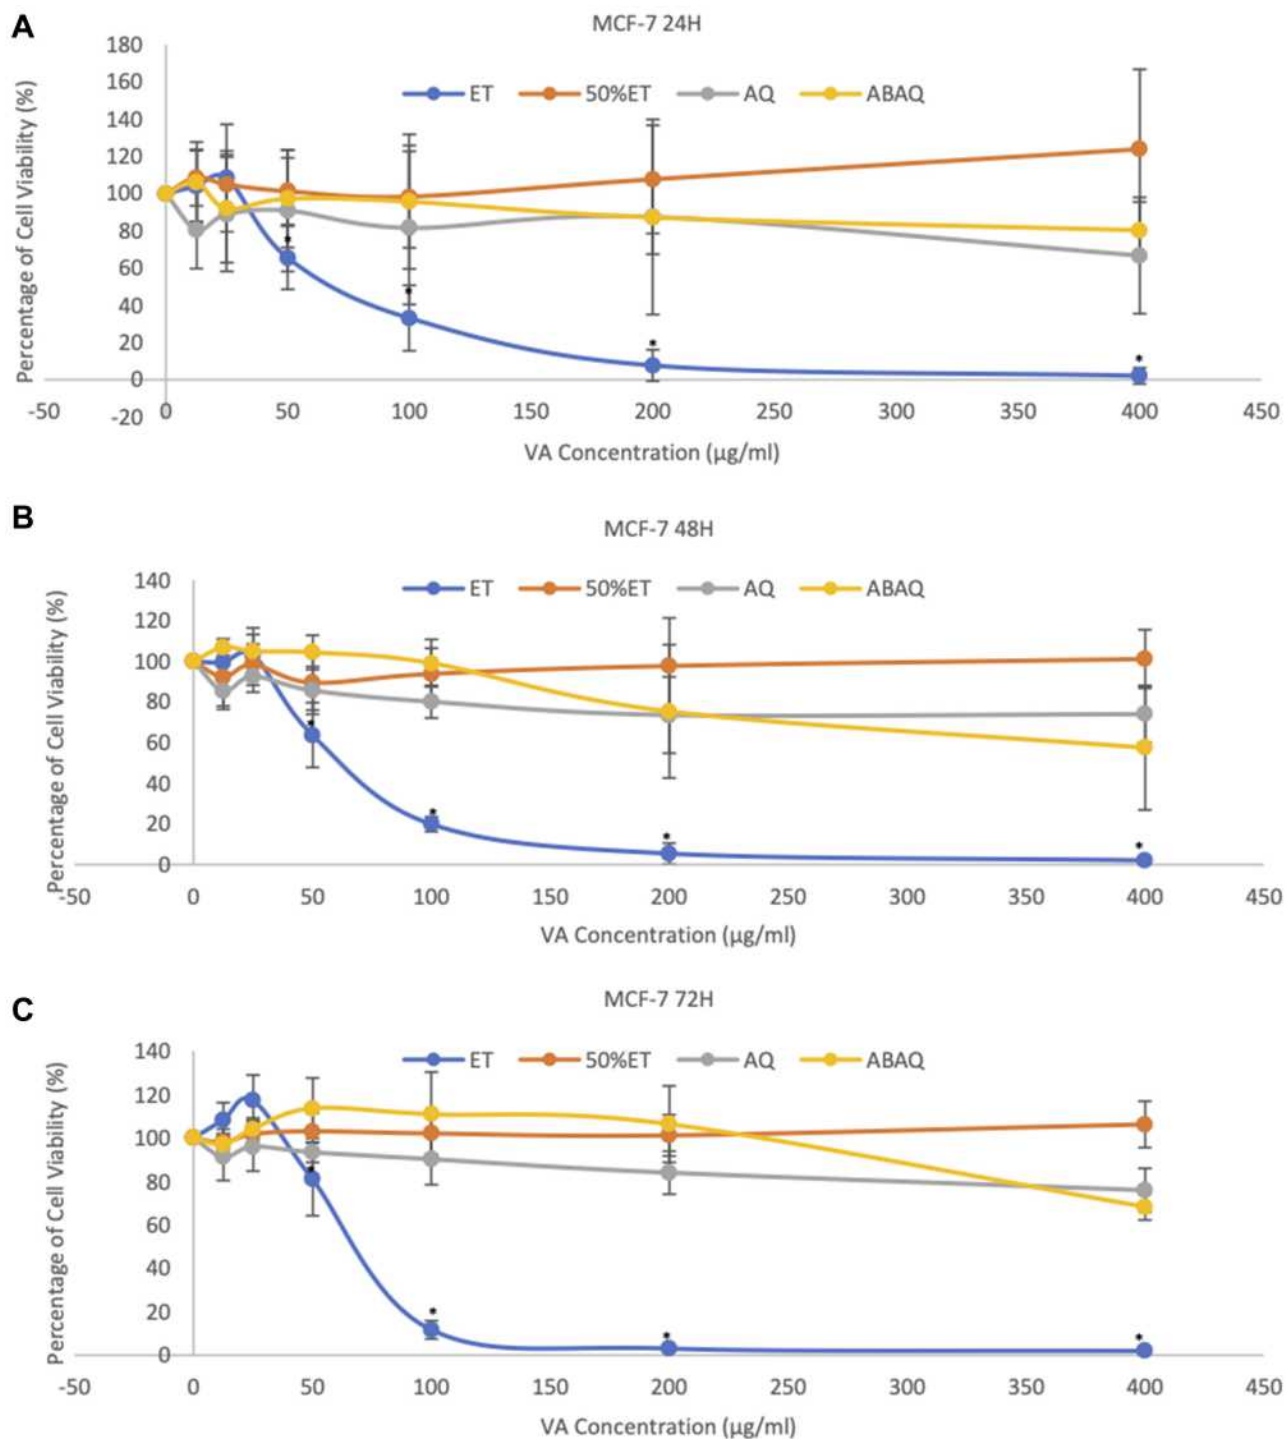 A
MCF-7 24H
ET 50%ET AQ ABAQ
Percentage of Cell Viability (%)
180
160
140
120
100
80
60
40
20
0
-20
-50 0 50 100 150 200 250 300 350 400 450
* * * *
VA Concentration (µg/ml)
B
MCF-7 48H
ET 50%ET AQ ABAQ
Percentage of Cell Viability (%)
140
120
100
80
60
40
20
0
-50 0 50 100 150 200 250 300 350 400 450
* * * *
VA Concentration (µg/ml)
C
MCF-7 72H
ET 50%ET AQ ABAQ
Percentage of Cell Viability (%)
140
120
100
80
60
40
20
0
-50 0 50 100 150 200 250 300 350 400 450
* * * *
VA Concentration (µg/ml)